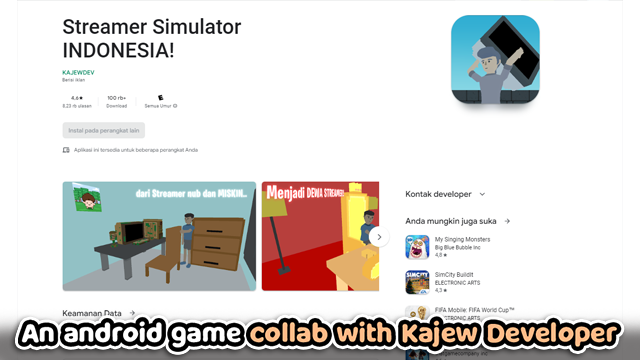 Streamer Simulator
INDONESIA!
KAJEWDEV
Berisi iklan
4,6★
8,23 rb ulasan
100 rb+
Download
Semua Umur
Instal pada perangkat lain
Aplikasi ini tersedia untuk beberapa perangkat Anda
dari Streamer nub dan MISKIN..
Menjadi DEWA STREAMER!
Kontak developer
Anda mungkin juga suka →
My Singing Monsters
Big Blue Bubble Inc
4,6★
SimCity BuildIt
ELECTRONIC ARTS
4,3★
FIFA Mobile: FIFA World Cup™
ELECTRONIC ARTS
Keamanan Data →
An android game collab with Kajew Developer